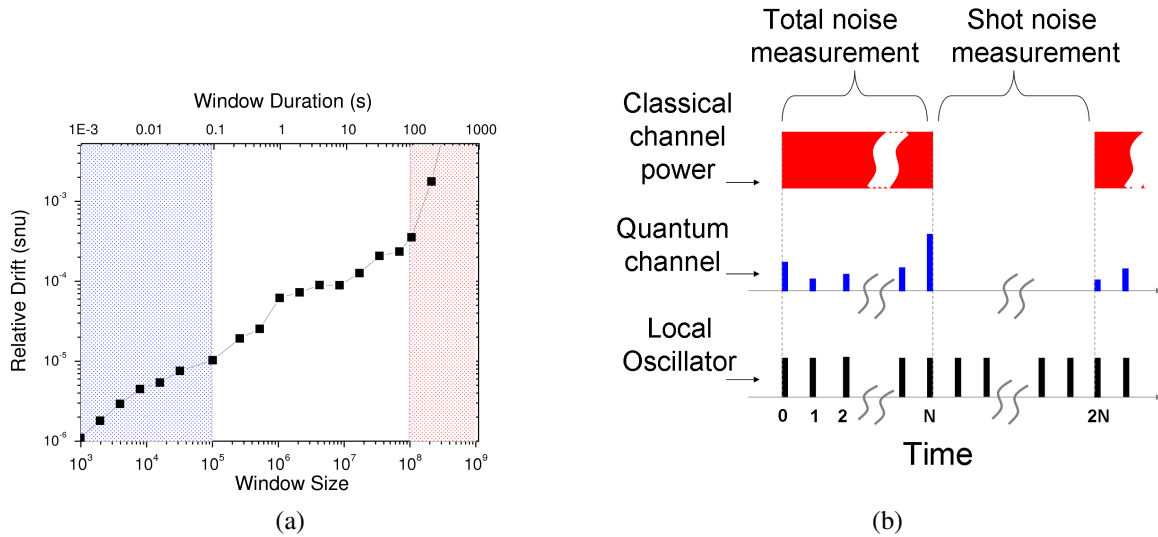 Window Duration (s)
1E-3 0.01 0.1 1 10 100 1000
Relative Drift (snu)
10^-3
10^-4
10^-5
10^-6
10^3 10^4 10^5 10^6 10^7 10^8 10^9
Window Size
(a)
Total noise
measurement
Shot noise
measurement
Classical
channel
power
Quantum
channel
Local
Oscillator
0 1 2 N 2N
Time
(b)